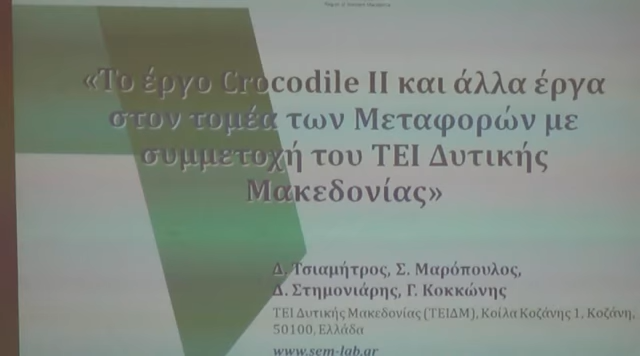 «Το έργο Crocodile II και άλλα έργα
στον τομέα των Μεταφορών με
συμμετοχή του ΤΕΙ Δυτικής
Μακεδονίας»
Δ. Τσιαμήτρος, Σ. Μαρόπουλος,
Δ. Στημονιάρης, Γ. Κοκκώνης
ΤΕΙ Δυτικής Μακεδονίας (ΤΕΙΔΜ), Κοίλα Κοζάνης 1, Κοζάνη,
50100, Ελλάδα
www.sem-lab.gr